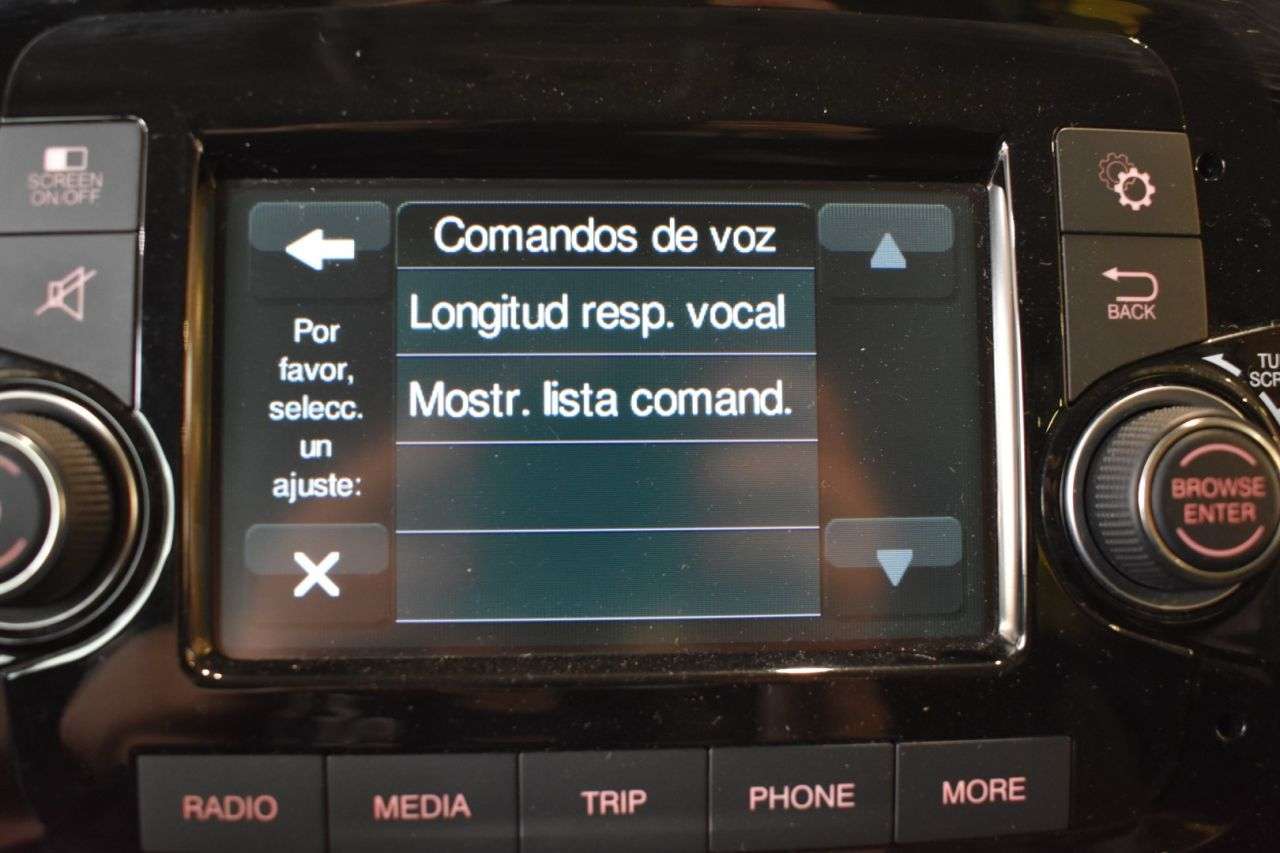 SCREEN
ON/OFF
Comandos de voz
Longitud resp. vocal
Mostr. lista comand.
Por
favor,
selecc.
un
ajuste:
BACK
BROWSE
ENTER
RADIO
MEDIA
TRIP
PHONE
MORE